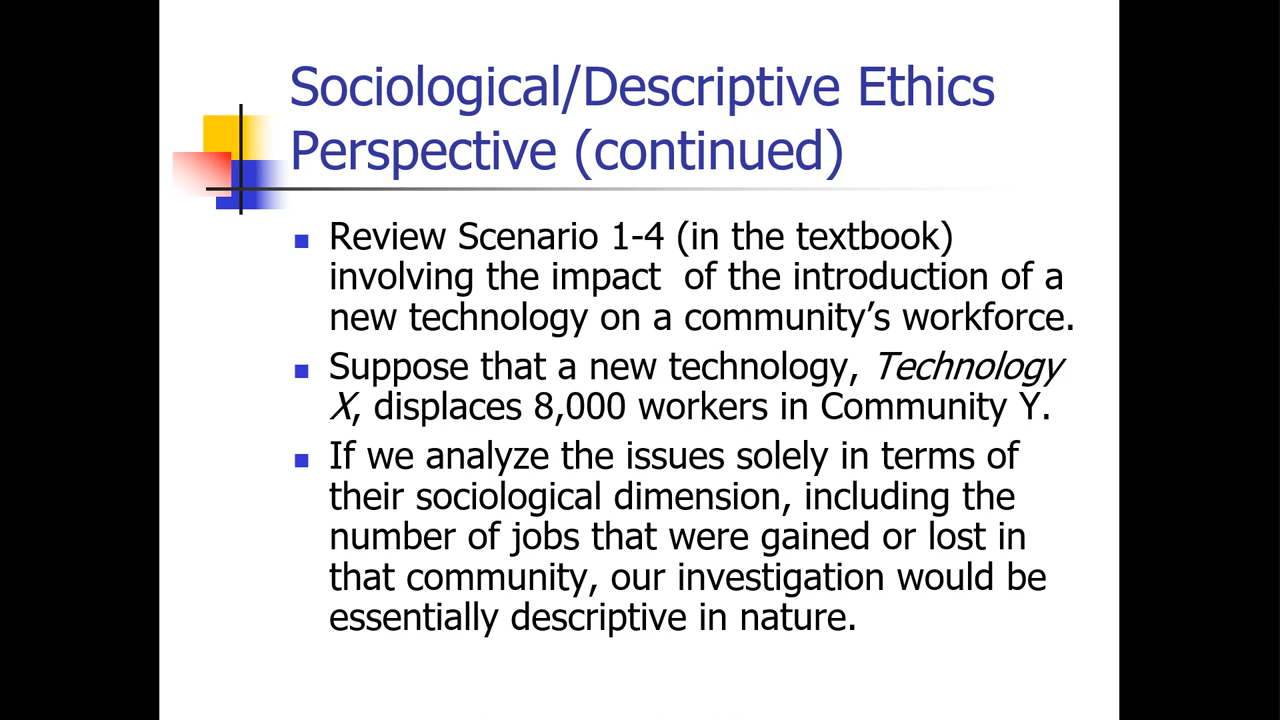 Sociological/Descriptive Ethics
Perspective (continued)
Review Scenario 1-4 (in the textbook)
involving the impact  of the introduction of a
new technology on a community’s workforce.
Suppose that a new technology, Technology
X, displaces 8,000 workers in Community Y.
If we analyze the issues solely in terms of
their sociological dimension, including the
number of jobs that were gained or lost in
that community, our investigation would be
essentially descriptive in nature.